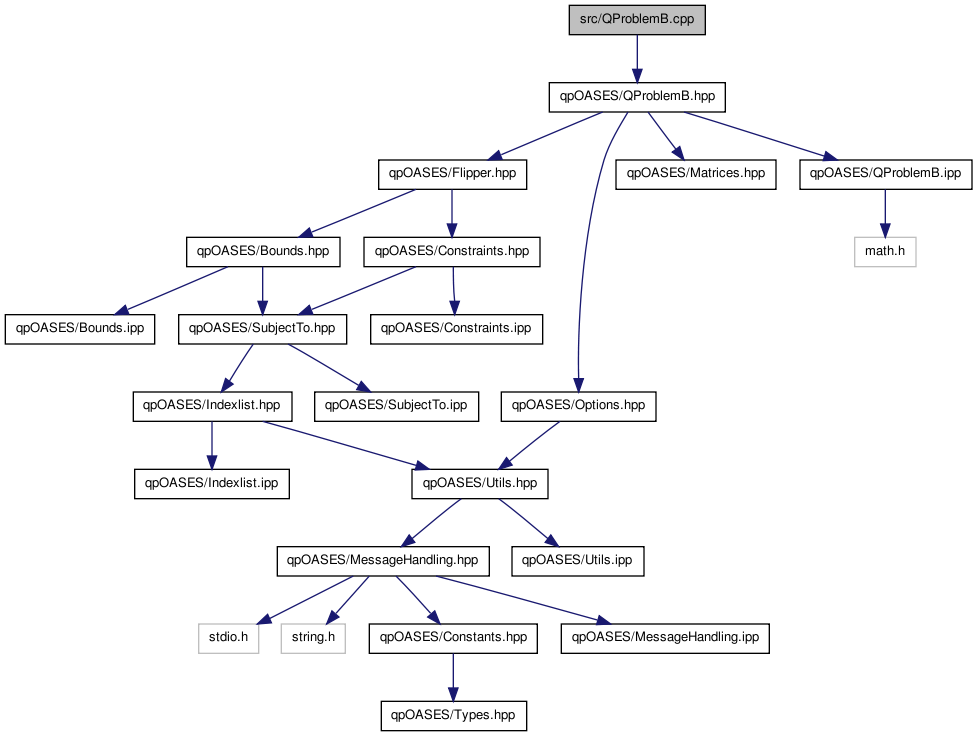 src/QProblemB.cpp
qpOASES/QProblemB.hpp
qpOASES/Flipper.hpp
qpOASES/Matrices.hpp
qpOASES/QProblemB.ipp
qpOASES/Bounds.hpp
qpOASES/Constraints.hpp
math.h
qpOASES/Bounds.ipp
qpOASES/SubjectTo.hpp
qpOASES/Constraints.ipp
qpOASES/Indexlist.hpp
qpOASES/SubjectTo.ipp
qpOASES/Options.hpp
qpOASES/Indexlist.ipp
qpOASES/Utils.hpp
qpOASES/MessageHandling.hpp
qpOASES/Utils.ipp
stdio.h
string.h
qpOASES/Constants.hpp
qpOASES/MessageHandling.ipp
qpOASES/Types.hpp